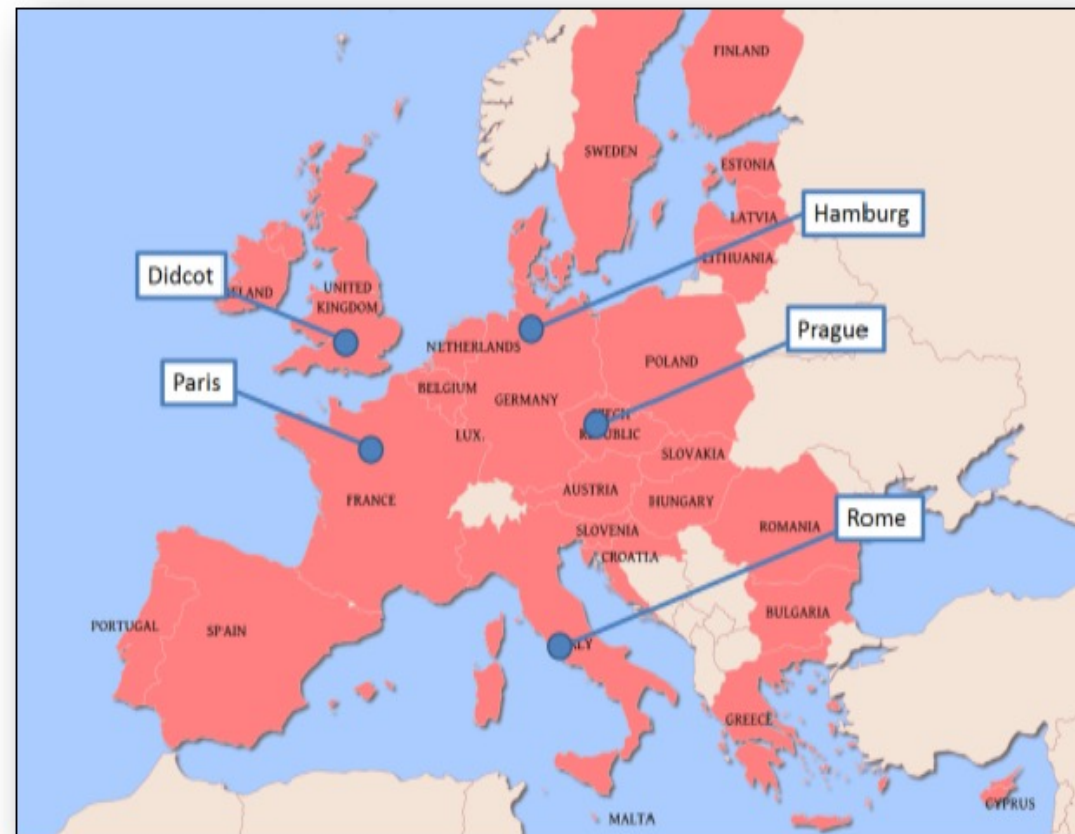 FINLAND
SWEDEN
ESTONIA
Hamburg
LATVIA
LITHUANIA
Didcot
UNITED
KINGDOM
Prague
NETHERLANDS
POLAND
Paris
BELGIUM
GERMANY
LUX.
SLOVAKIA
FRANCE
AUSTRIA
HUNGARY
Rome
SLOVENIA
ROMANIA
CROATIA
BULGARIA
PORTUGAL
SPAIN
GREECE
CYPRUS
MALTA